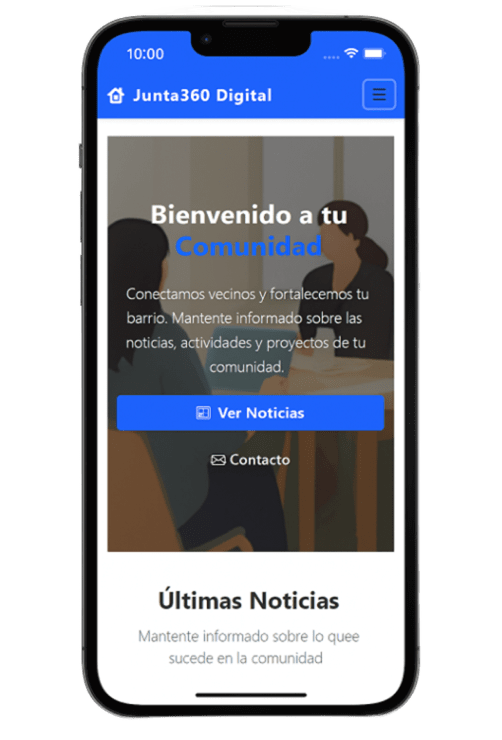 10:00
Junta360 Digital
Bienvenido a tu
Comunidad
Conectamos vecinos y fortalecemos tu
barrio. Mantente informado sobre las
noticias, actividades y proyectos de tu
comunidad.
Ver Noticias
Contacto
Últimas Noticias
Mantente informado sobre lo quee
sucede en la comunidad